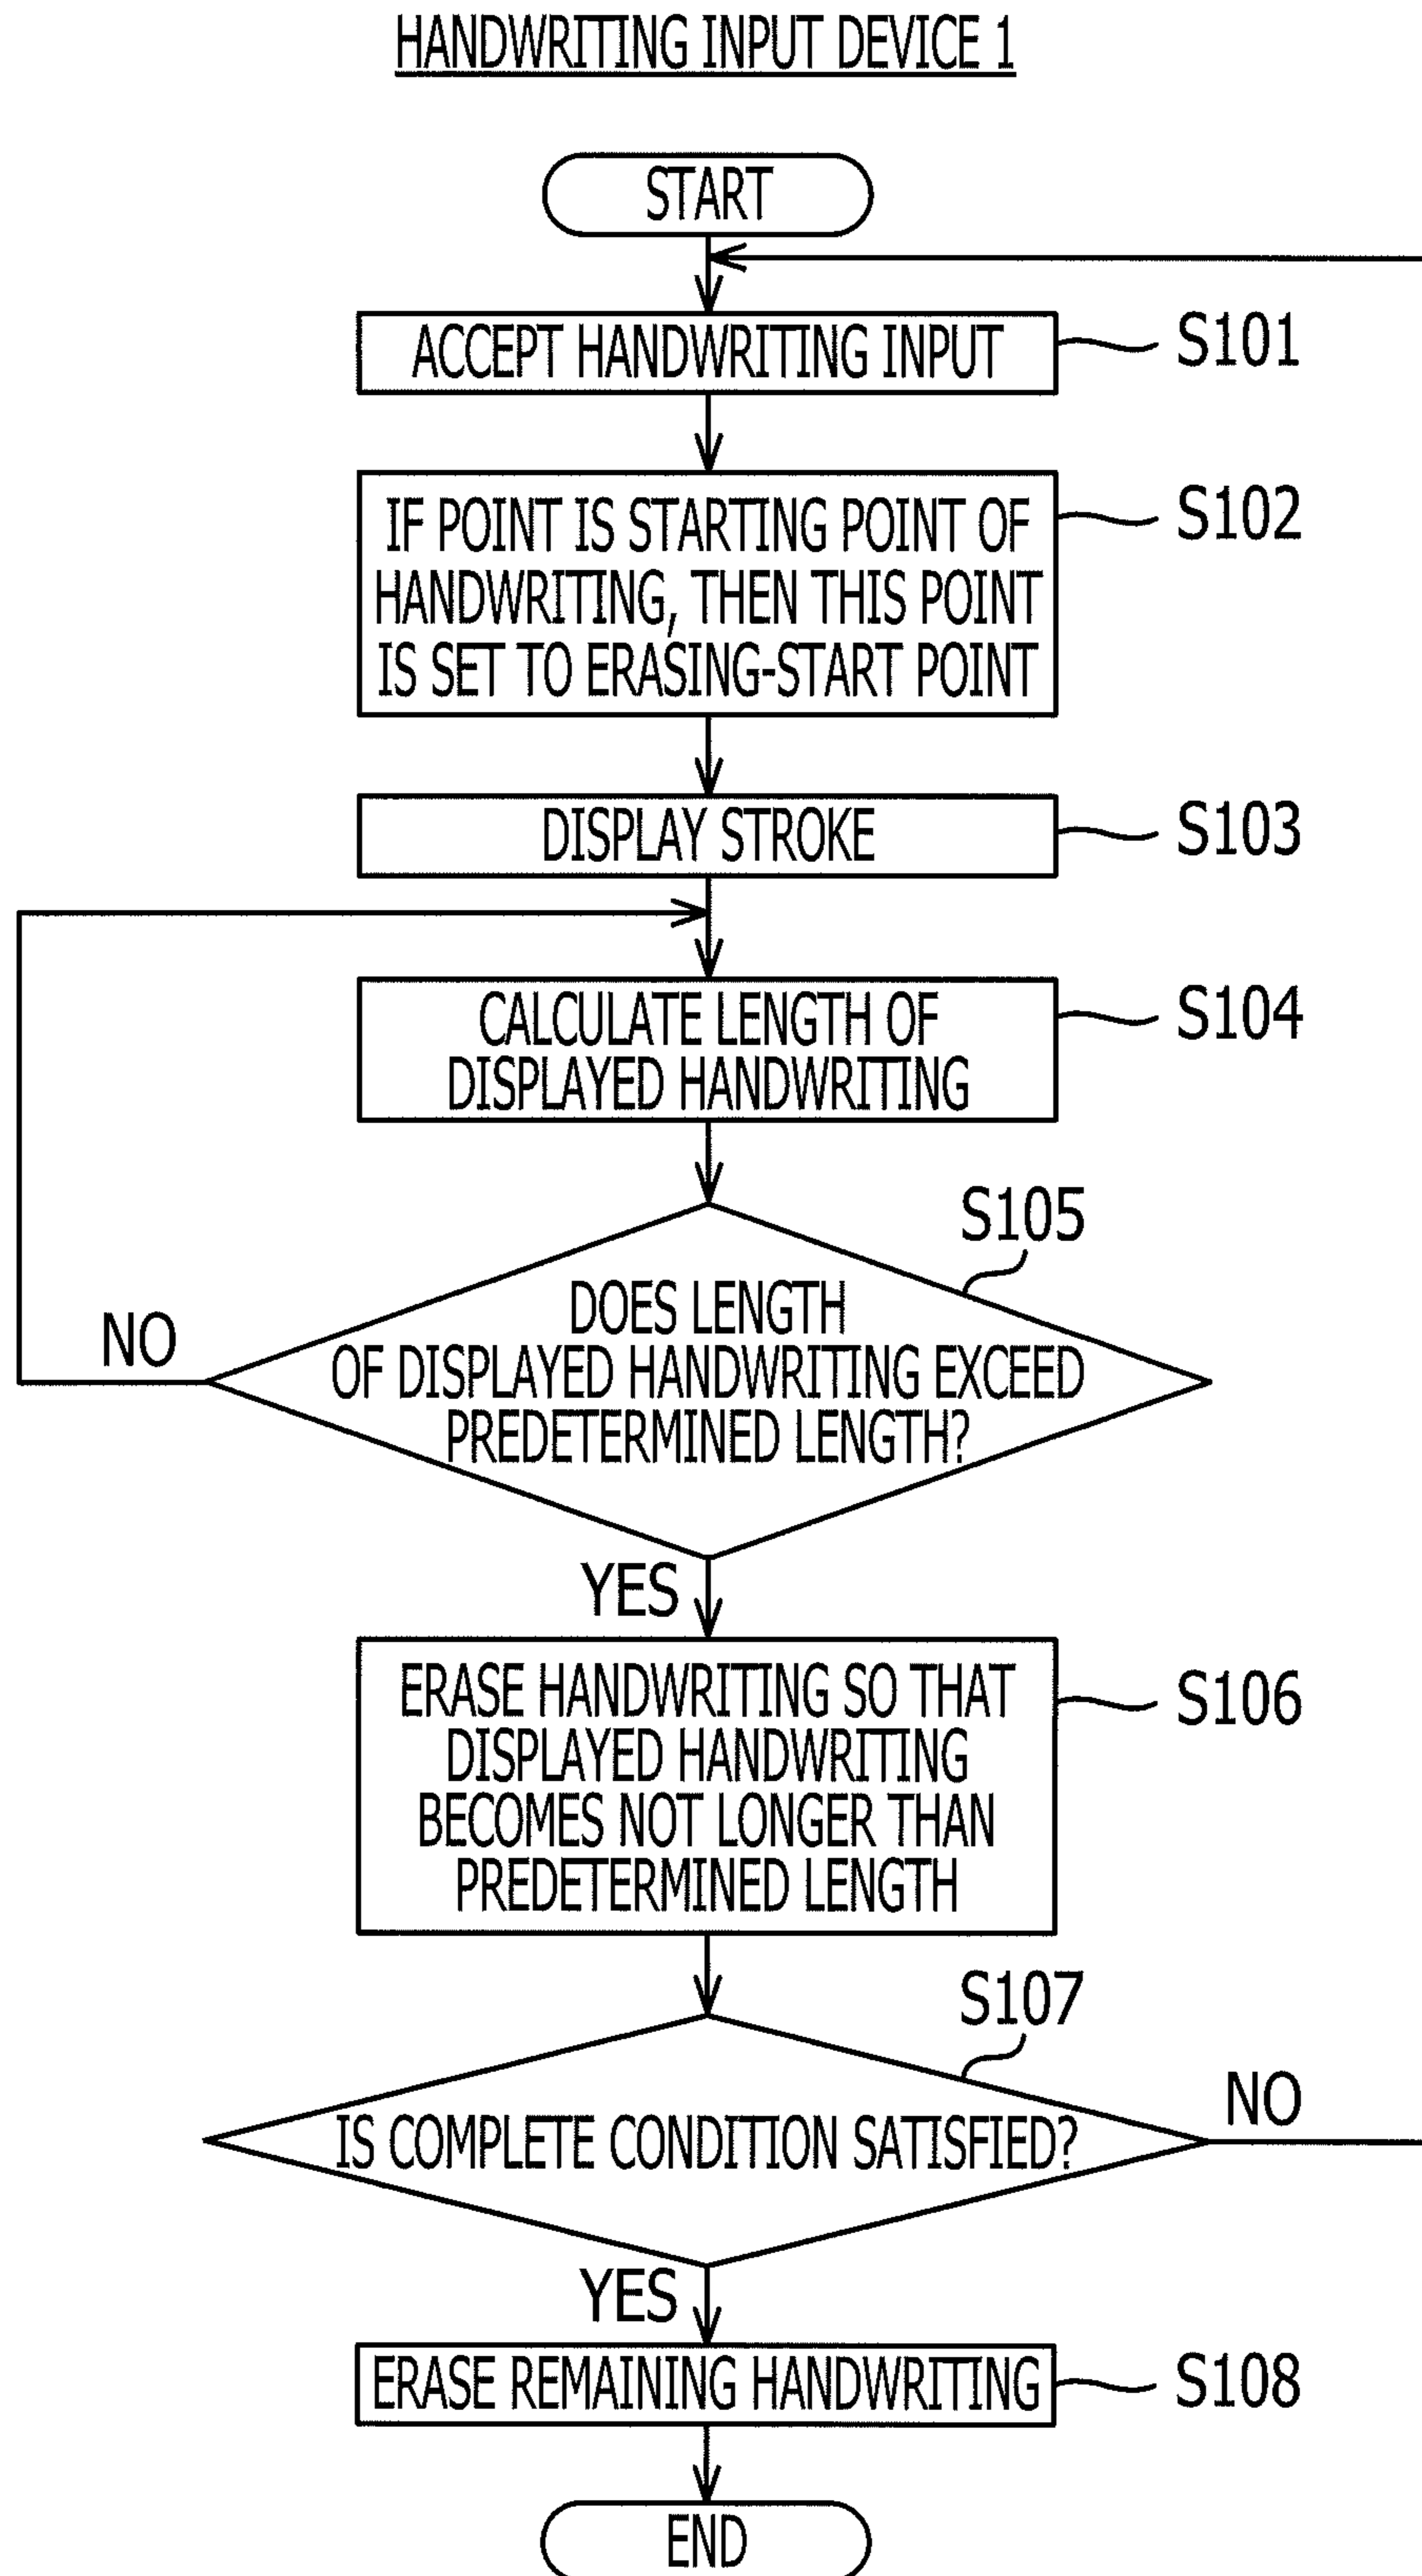 HANDWRITING INPUT DEVICE 1
START
ACCEPT HANDWRITING INPUT
S101
IF POINT IS STARTING POINT OF
HANDWRITING, THEN THIS POINT
IS SET TO ERASING-START POINT
S102
DISPLAY STROKE
S103
CALCULATE LENGTH OF
DISPLAYED HANDWRITING
S104
S105
DOES LENGTH
OF DISPLAYED HANDWRITING EXCEED
PREDETERMINED LENGTH?
NO
YES
ERASE HANDWRITING SO THAT
DISPLAYED HANDWRITING
BECOMES NOT LONGER THAN
PREDETERMINED LENGTH
S106
S107
IS COMPLETE CONDITION SATISFIED?
NO
YES
ERASE REMAINING HANDWRITING
S108
END